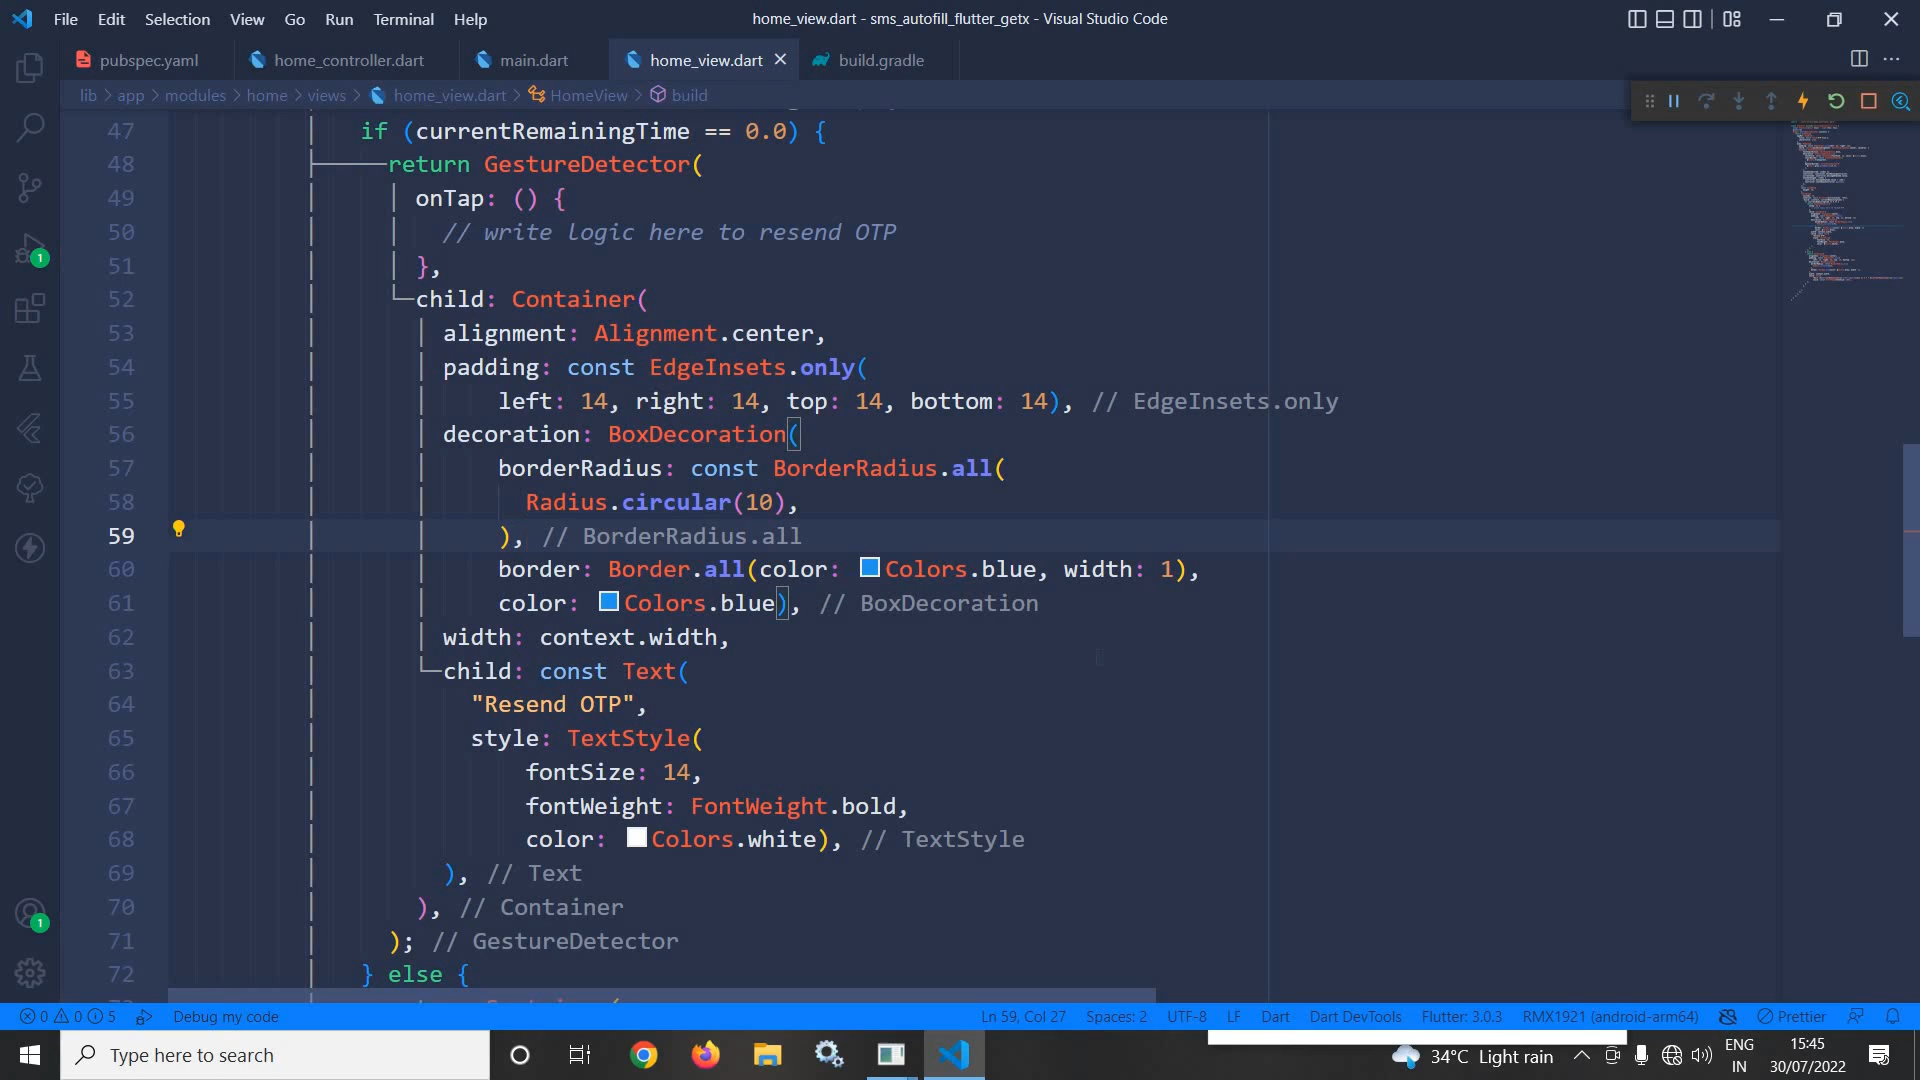 File Edit Selection View Go Run Terminal Help
home_view.dart - sms_autofill_flutter_getx - Visual Studio Code
pubspec.yaml home_controller.dart main.dart home_view.dart build.gradle
lib > app > modules > home > views > home_view.dart > HomeView > build
47 if (currentRemainingTime == 0.0) {
48 return GestureDetector(
49 onTap: () {
50 // write logic here to resend OTP
51 },
52 child: Container(
53 alignment: Alignment.center,
54 padding: const EdgeInsets.only(
55 left: 14, right: 14, top: 14, bottom: 14), // EdgeInsets.only
56 decoration: BoxDecoration(
57 borderRadius: const BorderRadius.all(
58 Radius.circular(10),
59 ), // BorderRadius.all
60 border: Border.all(color: Colors.blue, width: 1),
61 color: Colors.blue), // BoxDecoration
62 width: context.width,
63 child: const Text(
64 "Resend OTP",
65 style: TextStyle(
66 fontSize: 14,
67 fontWeight: FontWeight.bold,
68 color: Colors.white), // TextStyle
69 ), // Text
70 ), // Container
71 ); // GestureDetector
72 } else {
1
1
0 0 5 Debug my code Ln 59, Col 27 Spaces: 2 UTF-8 LF Dart Dart DevTools Flutter: 3.0.3 RMX1921 (android-arm64) Prettier
Type here to search
34°C Light rain
ENG
IN
15:45
30/07/2022